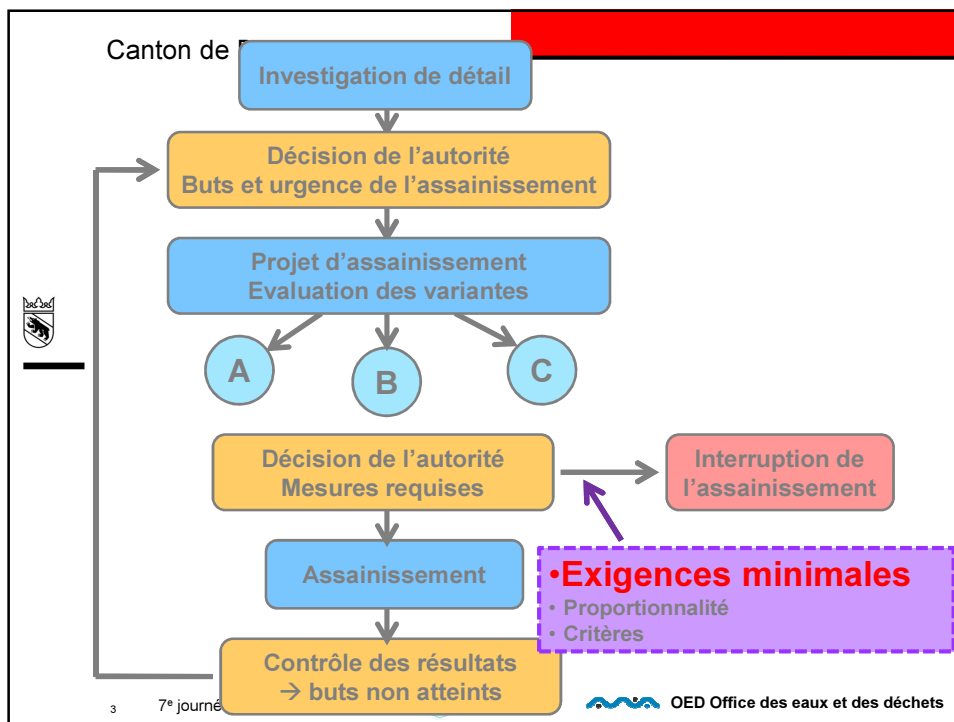 Canton de
Investigation de détail
Décision de l’autorité
Buts et urgence de l’assainissement
Projet d’assainissement
Evaluation des variantes
A
B
C
Décision de l’autorité
Mesures requises
Interruption de
l’assainissement
Assainissement
•Exigences minimales
• Proportionnalité
• Critères
Contrôle des résultats
→ buts non atteints
3
7e journé
OED Office des eaux et des déchets